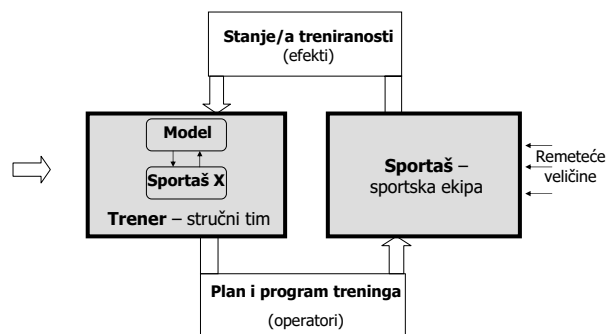 Stanje/a treniranosti
(efekti)
Model
Sportaš X
Trener – stručni tim
Sportaš –
sportska ekipa
Remeteće
veličine
Plan i program treninga
(operatori)